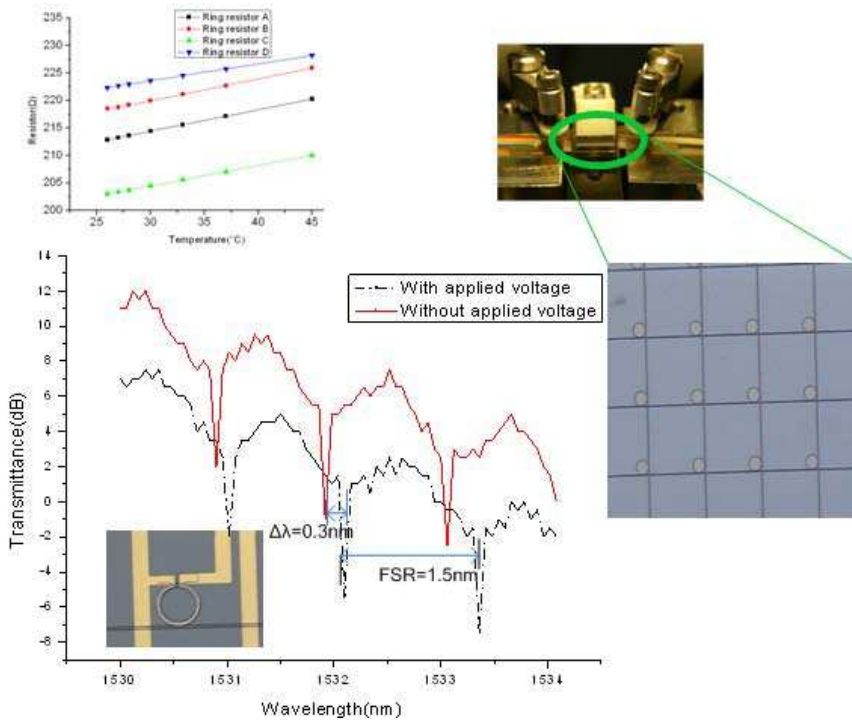 235
230
225
220
215
210
205
200
Resistor(Ω)
Ring resistor A
Ring resistor B
Ring resistor C
Ring resistor D
25
30
35
40
45
Temperature(°C)
14
12
10
8
6
4
2
0
-2
-4
-6
-8
Transmittance(dB)
With applied voltage
Without applied voltage
Δλ=0.3nm
FSR=1.5nm
1530
1531
1532
1533
1534
Wavelength(nm)